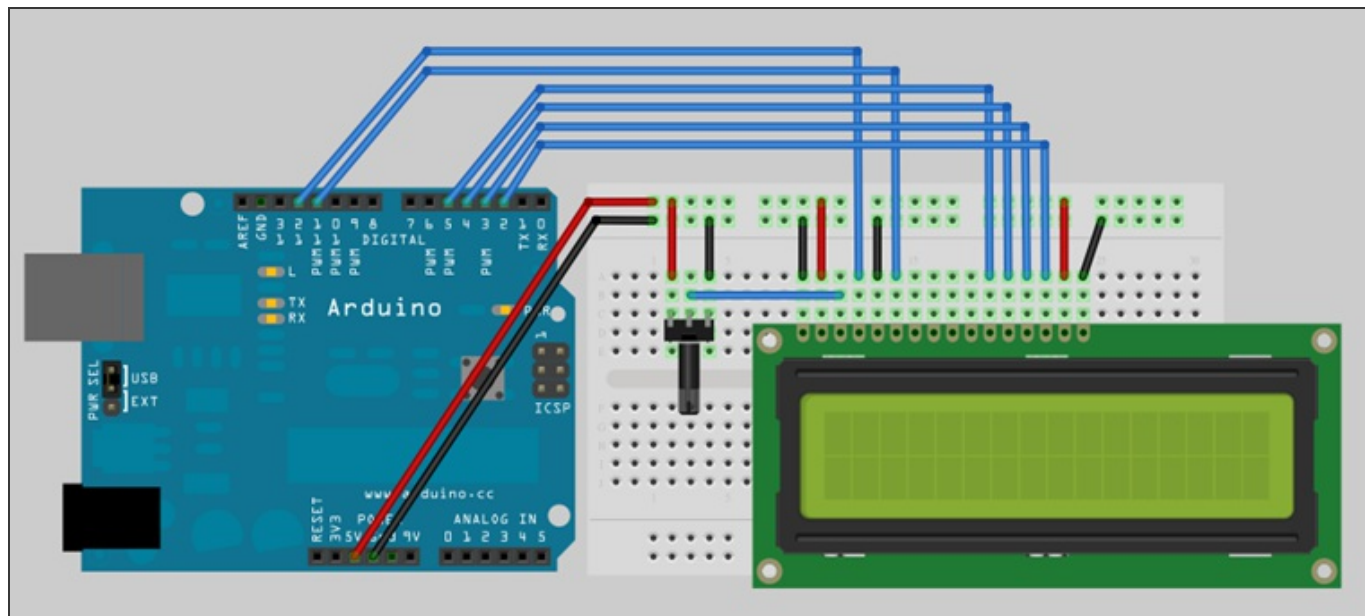 AREF
GND
13
12
11
10
9
8
7
6
5
4
3
2
1
0
PWM
PWM
PWM
PWM
PWM
PWM
TX
RX
DIGITAL
L
TX
RX
Arduino
PWR SEL
USB
EXT
1
ICSP
www.arduino.cc
POWER
ANALOG IN
RESET
3V3
5V
9V
0 1 2 3 4 5